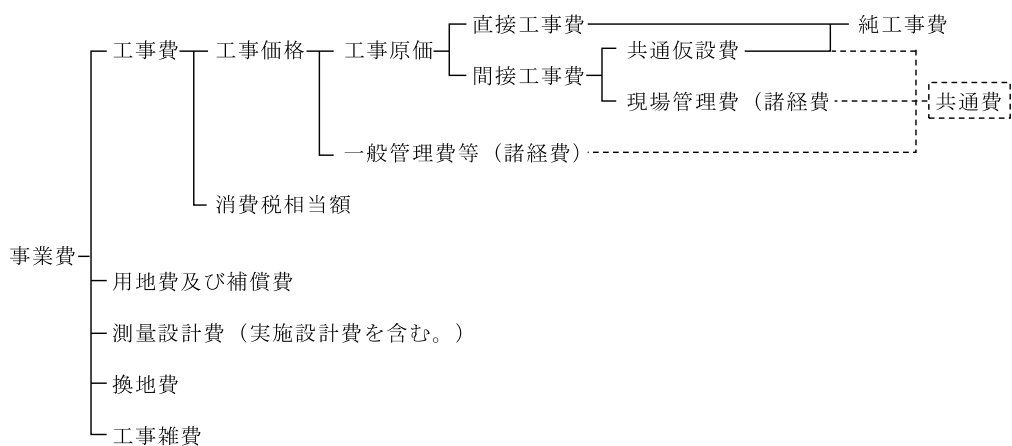 直接工事費
純工事費
工事費
工事価格
工事原価
共通仮設費
間接工事費
現場管理費（諸経費
共通費
一般管理費等（諸経費）
消費税相当額
事業費
用地費及び補償費
測量設計費（実施設計費を含む。）
換地費
工事雑費